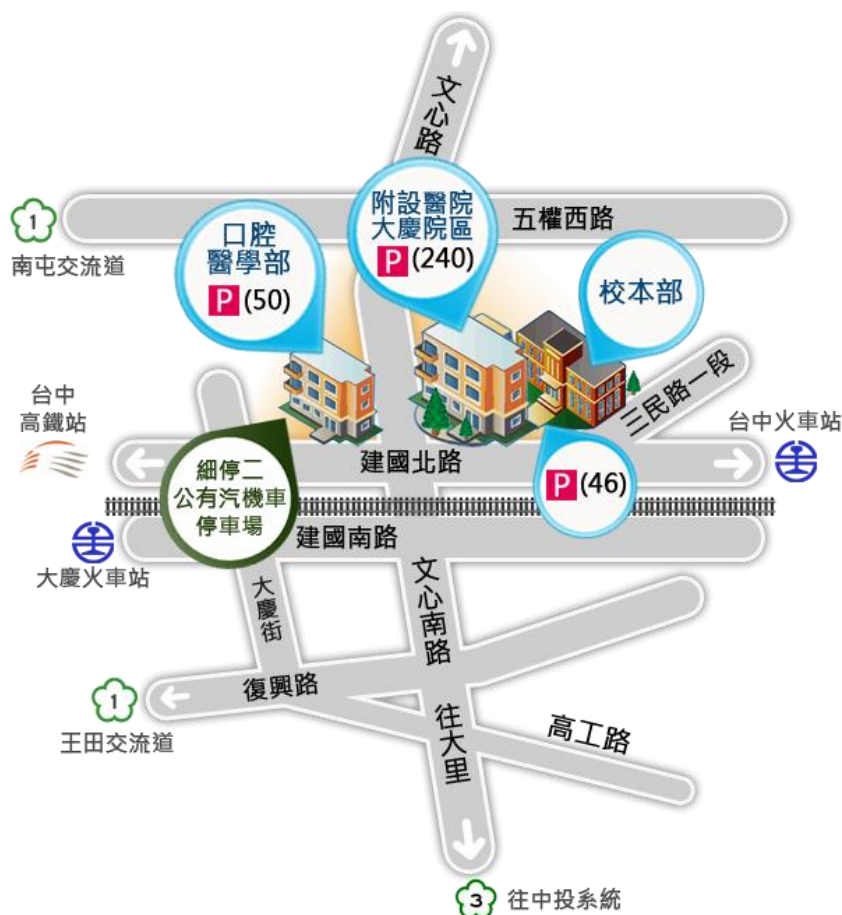 文心路
五權西路
1
南屯交流道
口腔
醫學部
P(50)
附設醫院
大慶院區
P(240)
校本部
三民路一段
台中
高鐵站
台中火車站
建國北路
細停二
公有汽機車
停車場
P(46)
建國南路
大慶火車站
大慶街
文心南路
復興路
1
王田交流道
往大里
高工路
3
往中投系統